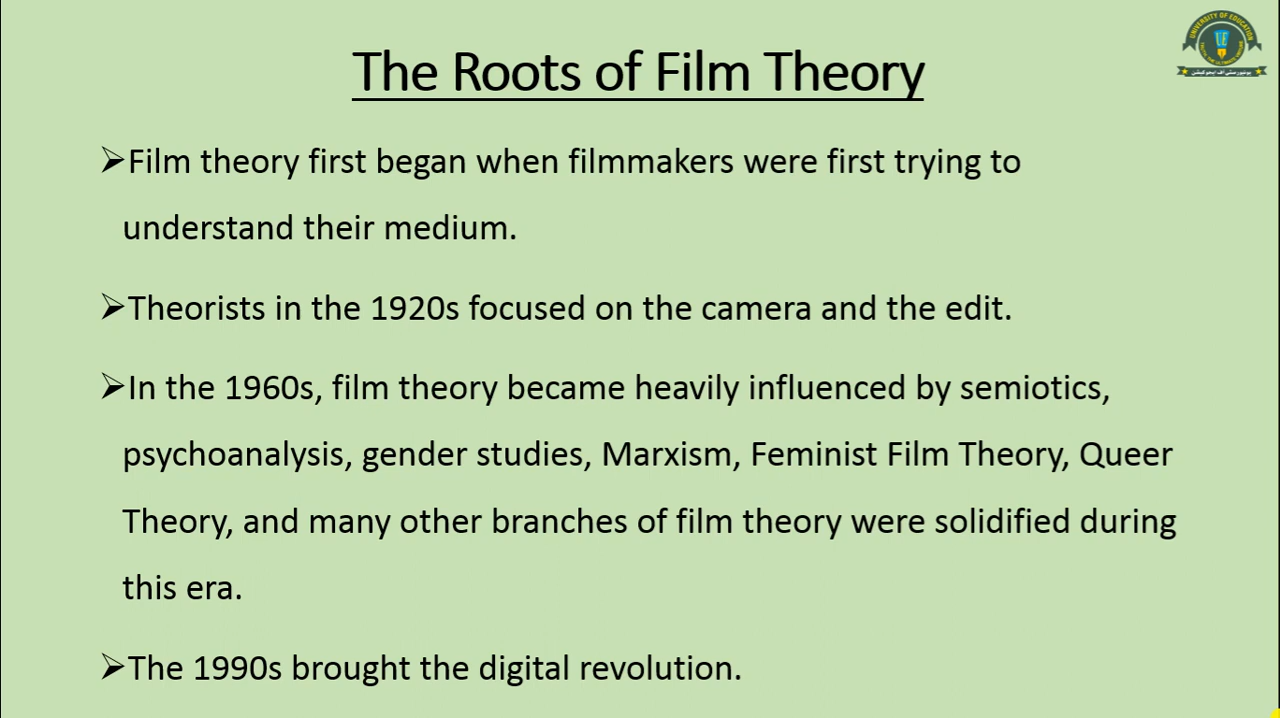 UNIVERSITY OF EDUCATION
The Roots of Film Theory
➢Film theory first began when filmmakers were first trying to
understand their medium.
➢Theorists in the 1920s focused on the camera and the edit.
➢In the 1960s, film theory became heavily influenced by semiotics,
psychoanalysis, gender studies, Marxism, Feminist Film Theory, Queer
Theory, and many other branches of film theory were solidified during
this era.
➢The 1990s brought the digital revolution.